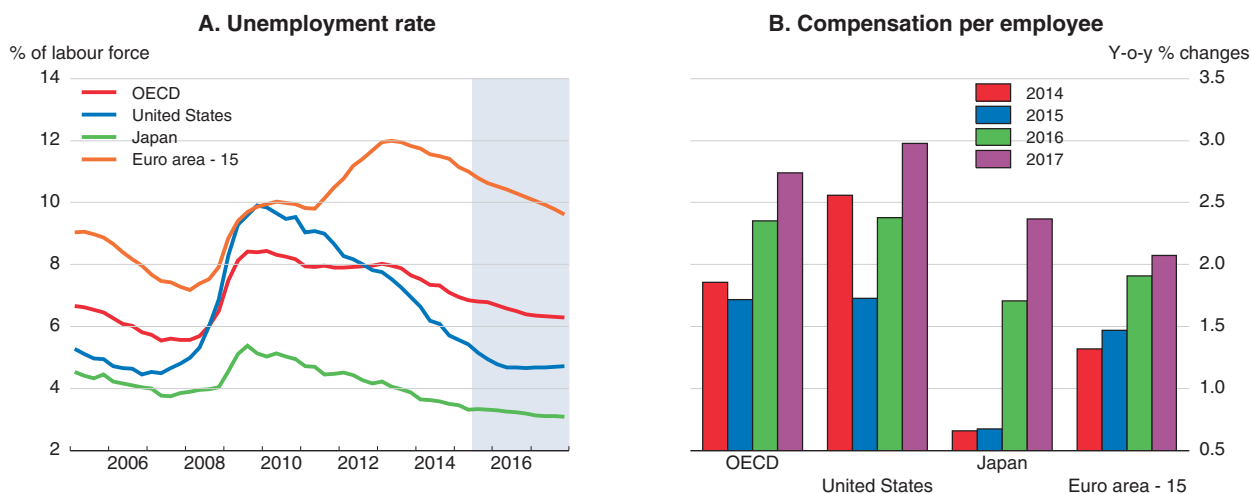 A. Unemployment rate
% of labour force
14
12
10
8
6
4
2
OECD
United States
Japan
Euro area - 15
2006
2008
2010
2012
2014
2016
B. Compensation per employee
Y-o-y % changes
3.5
3.0
2.5
2.0
1.5
1.0
0.5
2014
2015
2016
2017
OECD
United States
Japan
Euro area - 15